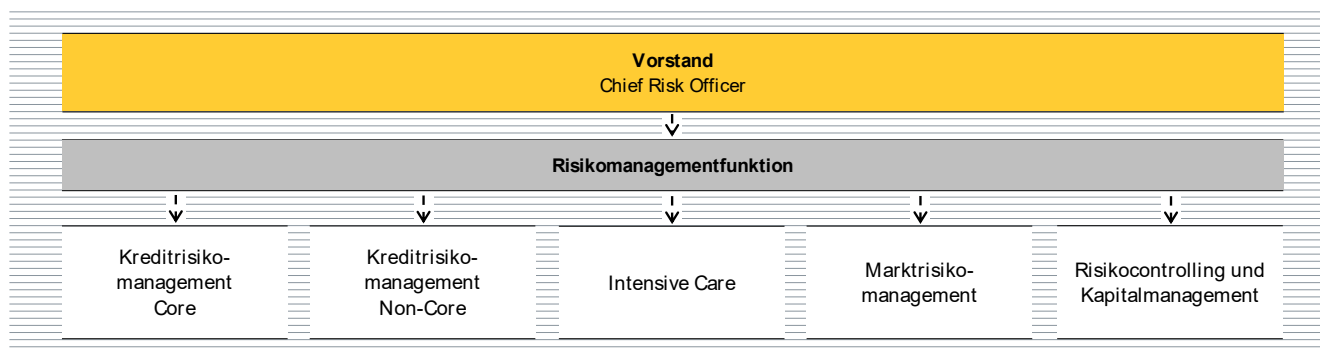 Vorstand
Chief Risk Officer
Risikomanagementfunktion
Kreditrisiko-
management
Core
Kreditrisiko-
management
Non-Core
Intensive Care
Marktrisiko-
management
Risikocontrolling und
Kapitalmanagement